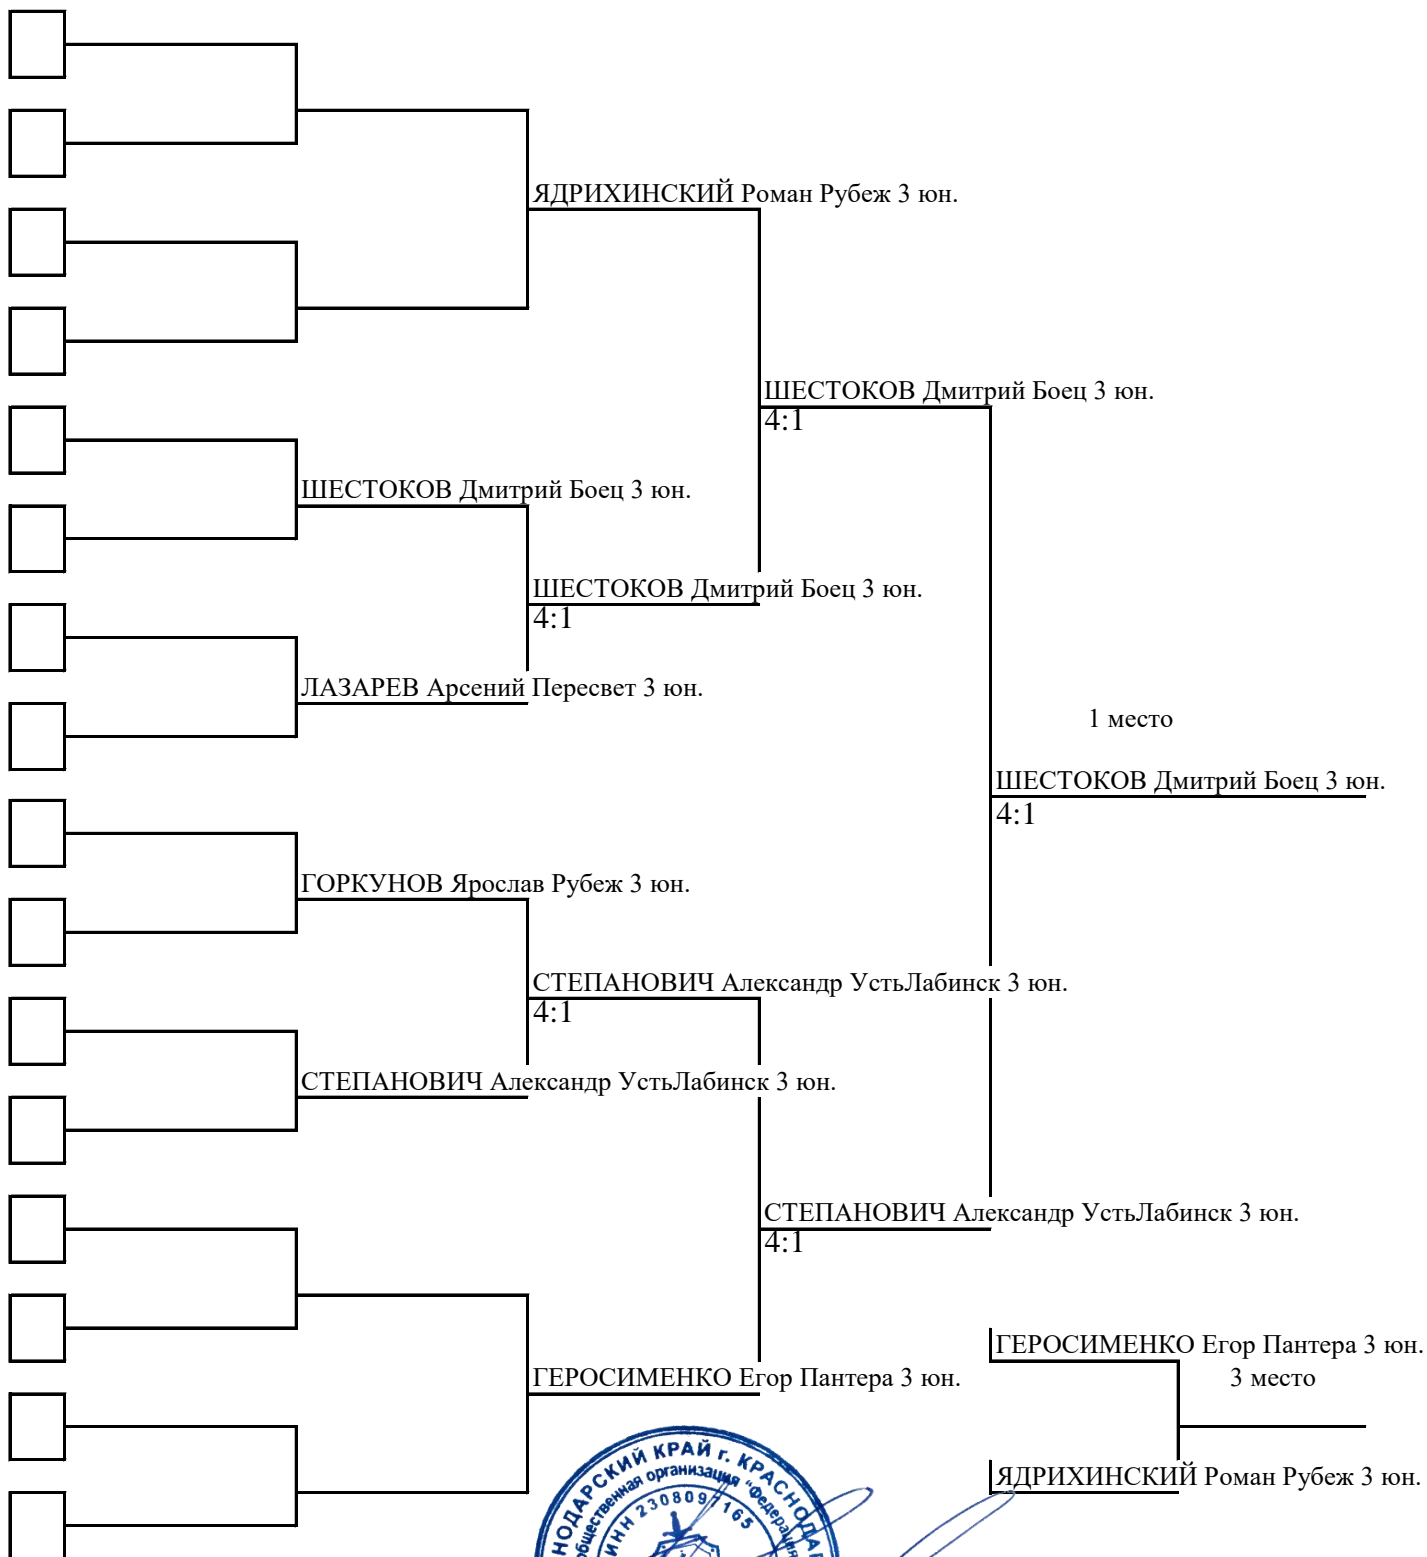 ЯДРИХИНСКИЙ Роман Рубеж 3 юн.
ШЕСТОКОВ Дмитрий Боец 3 юн.
4:1
ШЕСТОКОВ Дмитрий Боец 3 юн.
ШЕСТОКОВ Дмитрий Боец 3 юн.
4:1
ЛАЗАРЕВ Арсений Пересвет 3 юн.
1 место
ШЕСТОКОВ Дмитрий Боец 3 юн.
4:1
ГОРКУНОВ Ярослав Рубеж 3 юн.
СТЕПАНОВИЧ Александр УстьЛабинск 3 юн.
4:1
СТЕПАНОВИЧ Александр УстьЛабинск 3 юн.
СТЕПАНОВИЧ Александр УстьЛабинск 3 юн.
4:1
ГЕРОСИМЕНКО Егор Пантера 3 юн.
3 место
ГЕРОСИМЕНКО Егор Пантера 3 юн.
ЯДРИХИНСКИЙ Роман Рубеж 3 юн.
КРАЙ г.
общественная организация "Федерация
ИНН 2308097165